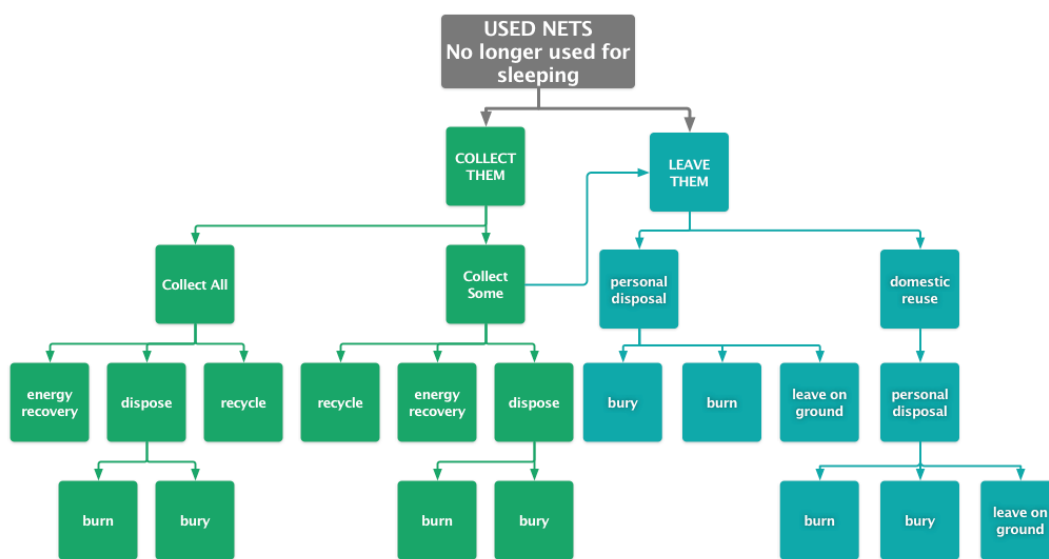 USED NETS
No longer used for
sleeping
COLLECT
THEM
LEAVE
THEM
Collect All
Collect
Some
personal
disposal
domestic
reuse
energy
recovery
dispose
recycle
recycle
energy
recovery
dispose
bury
burn
leave on
ground
personal
disposal
burn
bury
burn
bury
burn
bury
leave on
ground